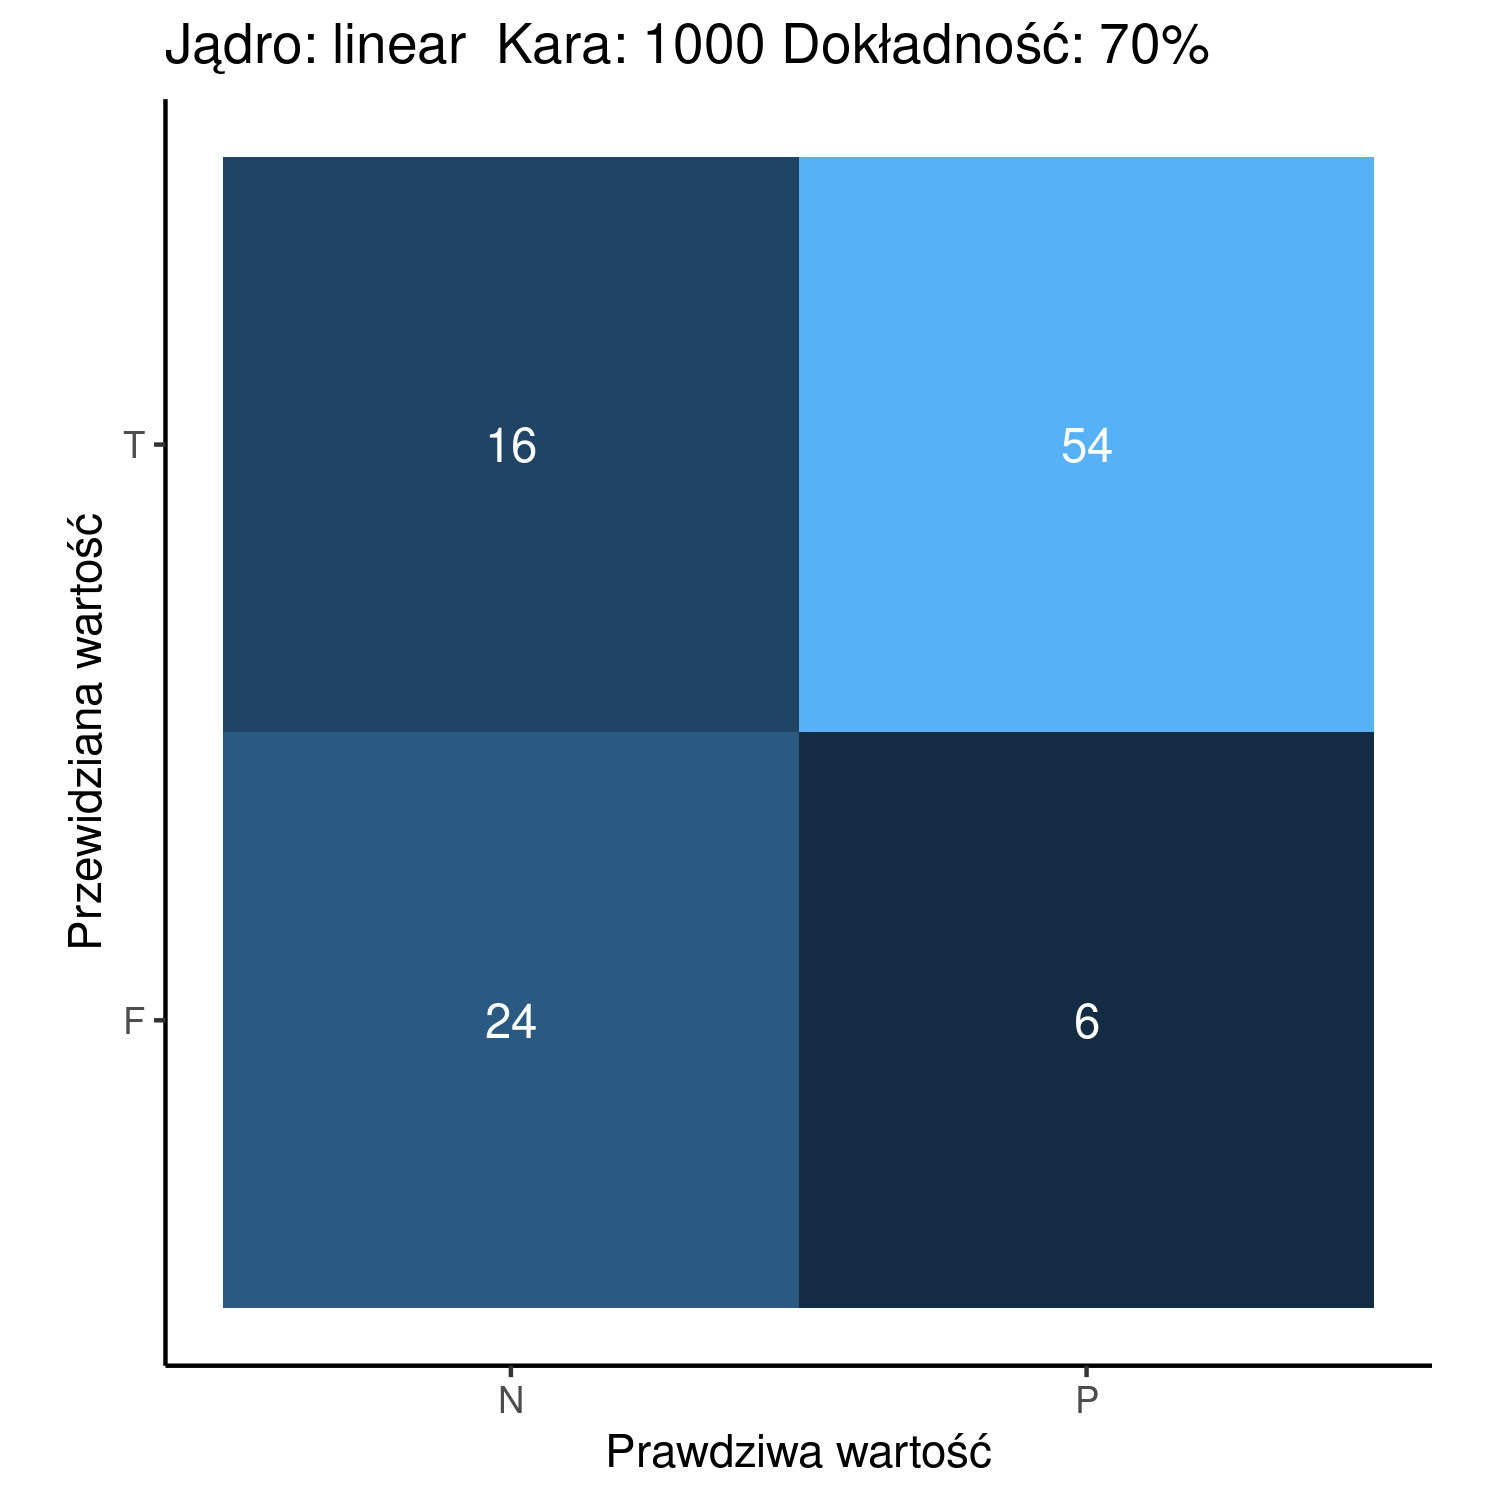 Jądro: linear  Kara: 1000 Dokładność: 70%
Przewidziana wartość
T
16
54
F
24
6
N
P
Prawdziwa wartość